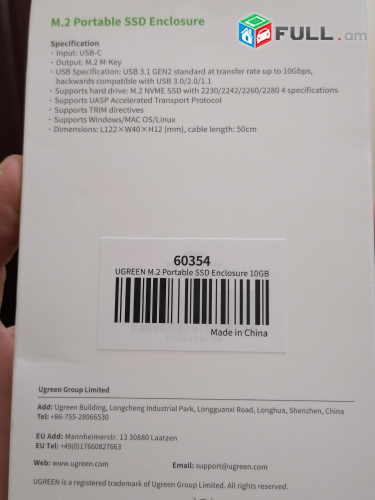 FULL.am
M.2 Portable SSD Enclosure
Specification
· Input: USB-C
· Output: M.2 M-Key
· USB Specification: USB 3.1 GEN2 standard at transfer rate up to 10Gbps,
backwards compatible with USB 3.0/2.0/1.1
· Supports hard drive: M.2 NVME SSD with 2230/2242/2260/2280 4 specifications
· Supports UASP Accelerated Transport Protocol
· Supports TRIM directives
· Supports Windows/MAC OS/Linux
· Dimensions: L122×W40×H12 (mm), cable length: 50cm
60354
UGREEN M.2 Portable SSD Enclosure 10GB
Made in China
Ugreen Group Limited
Add: Ugreen Building, Longcheng Industrial Park, Longguanxi Road, Longhua, Shenzhen, China
Tel: +86-755-28066530
EU Add: Mannheimerstr. 13 30880 Laatzen
EU Tel: +49(0)17660827663
Web: www.ugreen.com Email: support@ugreen.com
UGREEN is a registered trademark of Ugreen Group Limited. All rights reserved.